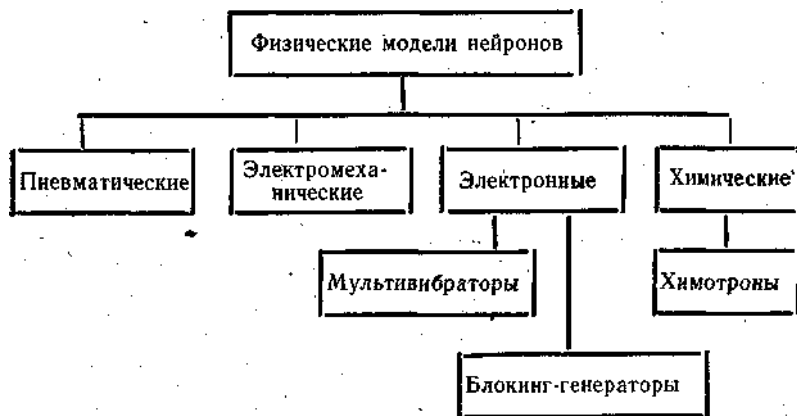 Физические модели нейронов
Пневматические
Электромеха-
нические
Электронные
Химические
Мультивибраторы
Химотроны
Блокинг-генераторы